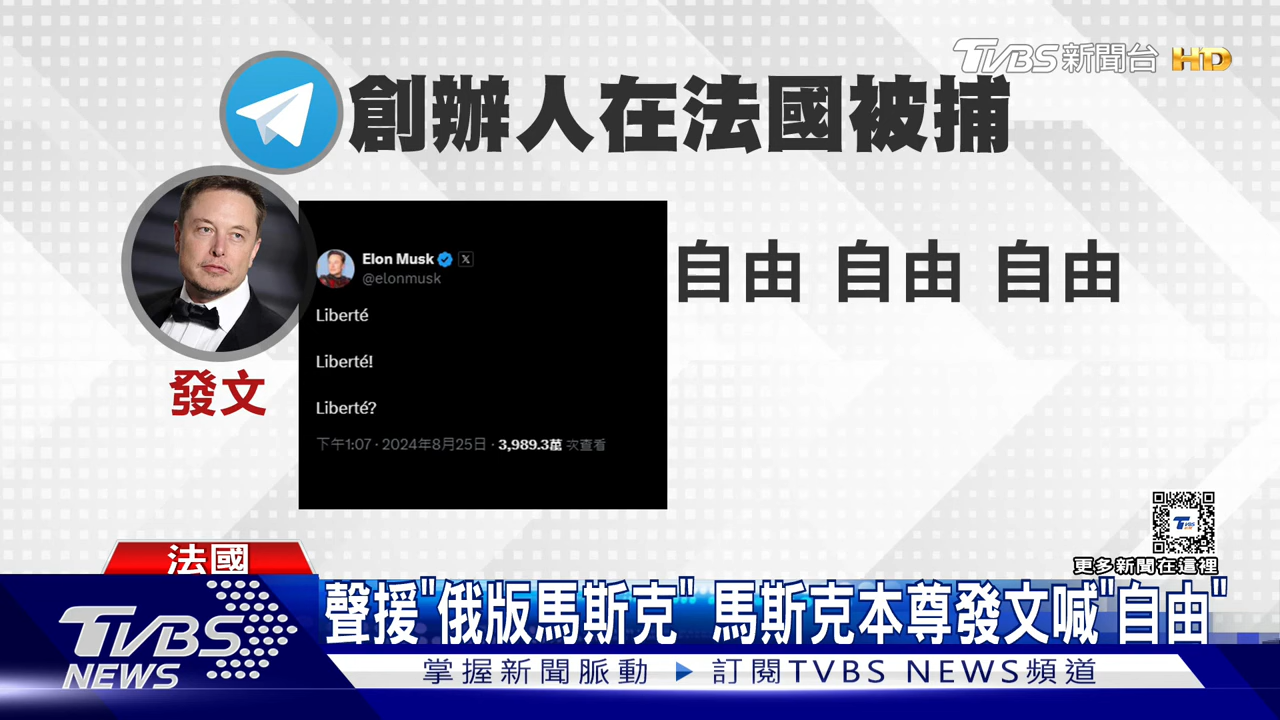 TVBS新聞台 HD
創辦人在法國被捕
Elon Musk
@elonmusk
Liberté
Liberté!
Liberté?
下午1:07 · 2024年8月25日 · 3,989.3萬 次查看
自由 自由 自由
發文
TVBS
更多新聞在這裡
法國
聲援"俄版馬斯克" 馬斯克本尊發文喊"自由"
TVBS
NEWS
掌握新聞脈動 ▶ 訂閱TVBS NEWS頻道